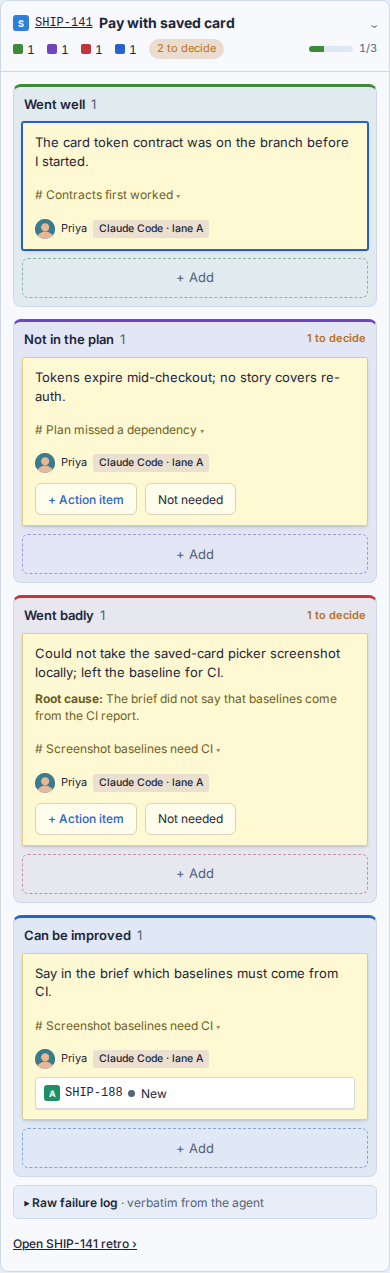 S SHIP-141 Pay with saved card
1 1 1 1 2 to decide 1/3
Went well 1
The card token contract was on the branch before
I started.
# Contracts first worked
Priya Claude Code · lane A
+ Add
Not in the plan 1 1 to decide
Tokens expire mid-checkout; no story covers re-
auth.
# Plan missed a dependency
Priya Claude Code · lane A
+ Action item Not needed
+ Add
Went badly 1 1 to decide
Could not take the saved-card picker screenshot
locally; left the baseline for CI.
Root cause: The brief did not say that baselines come
from the CI report.
# Screenshot baselines need CI
Priya Claude Code · lane A
+ Action item Not needed
+ Add
Can be improved 1
Say in the brief which baselines must come from
CI.
# Screenshot baselines need CI
Priya Claude Code · lane A
A SHIP-188 New
+ Add
Raw failure log · verbatim from the agent
Open SHIP-141 retro ›